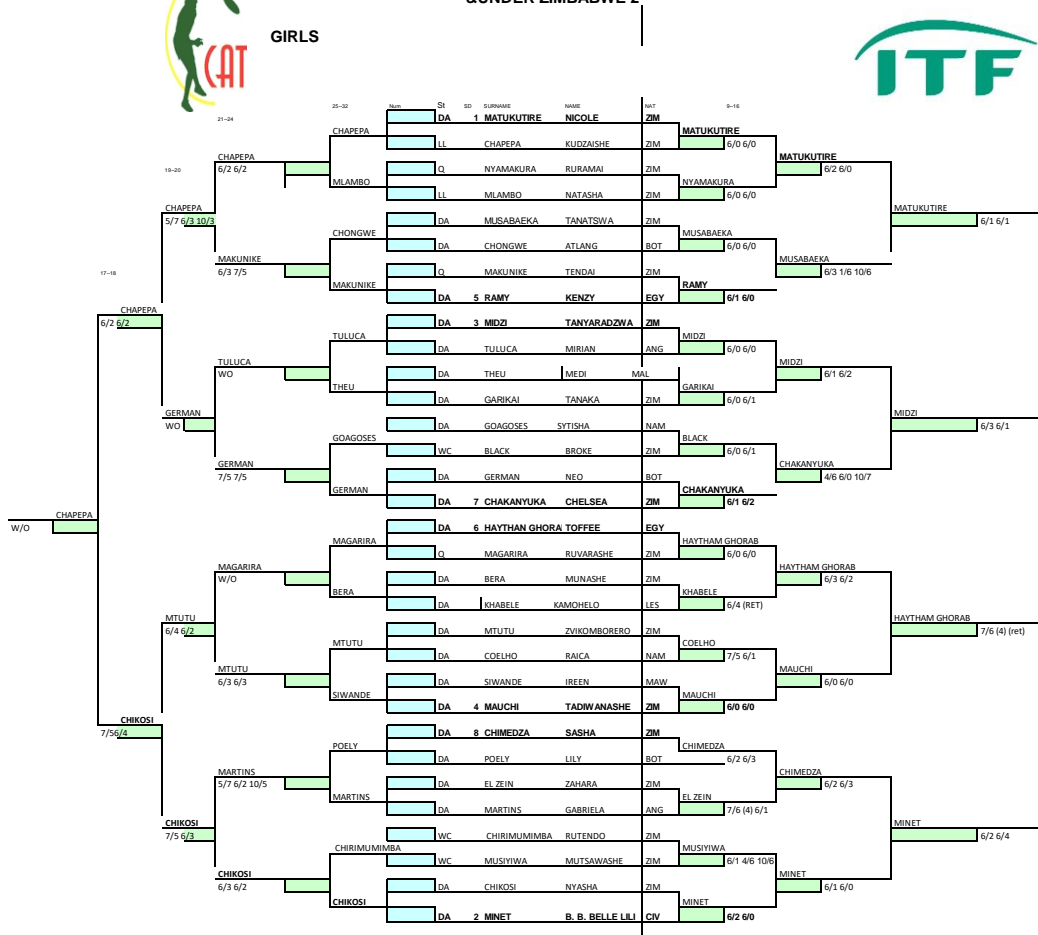 QUNDER ZIMBABWE 2
GIRLS
CAT
ITF
25–32 Num St SD SURNAME NAME NAT 9–16
21–24
DA 1 MATUKUTIRE NICOLE ZIM
CHAPEPA MATUKUTIRE
LL CHAPEPA KUDZAISHE ZIM 6/0 6/0
CHAPEPA MATUKUTIRE
19–20 6/2 6/2 Q NYAMAKURA RURAMAI ZIM 6/2 6/0
MLAMBO NYAMAKURA
LL MLAMBO NATASHA ZIM 6/0 6/0
CHAPEPA MATUKUTIRE
5/7 6/3 10/3 DA MUSABAEKA TANATSWA ZIM 6/1 6/1
CHONGWE MUSABAEKA
DA CHONGWE ATLANG BOT 6/0 6/0
MAKUNIKE MUSABAEKA
17–18 6/3 7/5 Q MAKUNIKE TENDAI ZIM 6/3 1/6 10/6
MAKUNIKE RAMY
DA 5 RAMY KENZY EGY 6/1 6/0
CHAPEPA
6/2 6/2 DA 3 MIDZI TANYARADZWA ZIM
TULUCA MIDZI
DA TULUCA MIRIAN ANG 6/0 6/0
TULUCA MIDZI
WO DA THEU MEDI MAL 6/1 6/2
THEU GARIKAI
DA GARIKAI TANAKA ZIM 6/0 6/1
GERMAN MIDZI
WO DA GOAGOSES SYTISHA NAM 6/3 6/1
GOAGOSES BLACK
WC BLACK BROKE ZIM 6/0 6/1
GERMAN CHAKANYUKA
7/5 7/5 DA GERMAN NEO BOT 4/6 6/0 10/7
GERMAN CHAKANYUKA
DA 7 CHAKANYUKA CHELSEA ZIM 6/1 6/2
CHAPEPA
W/O DA 6 HAYTHAN GHORA TOFFEE EGY
MAGARIRA HAYTHAM GHORAB
Q MAGARIRA RUVARASHE ZIM 6/0 6/0
MAGARIRA HAYTHAM GHORAB
W/O DA BERA MUNASHE ZIM 6/3 6/2
BERA KHABELE
DA KHABELE KAMOHELO LES 6/4 (RET)
MTUTU HAYTHAM GHORAB
6/4 6/2 DA MTUTU ZVIKOMBORERO ZIM 7/6 (4) (ret)
MTUTU COELHO
DA COELHO RAICA NAM 7/5 6/1
MTUTU MAUCHI
6/3 6/3 DA SIWANDE IREEN MAW 6/0 6/0
SIWANDE MAUCHI
DA 4 MAUCHI TADIWANASHE ZIM 6/0 6/0
CHIKOSI
7/56/4 DA 8 CHIMEDZA SASHA ZIM
POELY CHIMEDZA
DA POELY LILY BOT 6/2 6/3
MARTINS CHIMEDZA
5/7 6/2 10/5 DA EL ZEIN ZAHARA ZIM 6/2 6/3
MARTINS EL ZEIN
DA MARTINS GABRIELA ANG 7/6 (4) 6/1
CHIKOSI MINET
7/5 6/3 WC CHIRIMUMIMBA RUTENDO ZIM 6/2 6/4
CHIRIMUMIMBA MUSIYIWA
WC MUSIYIWA MUTSAWASHE ZIM 6/1 4/6 10/6
CHIKOSI MINET
6/3 6/2 DA CHIKOSI NYASHA ZIM 6/1 6/0
CHIKOSI MINET
DA 2 MINET B. B. BELLE LILI CIV 6/2 6/0